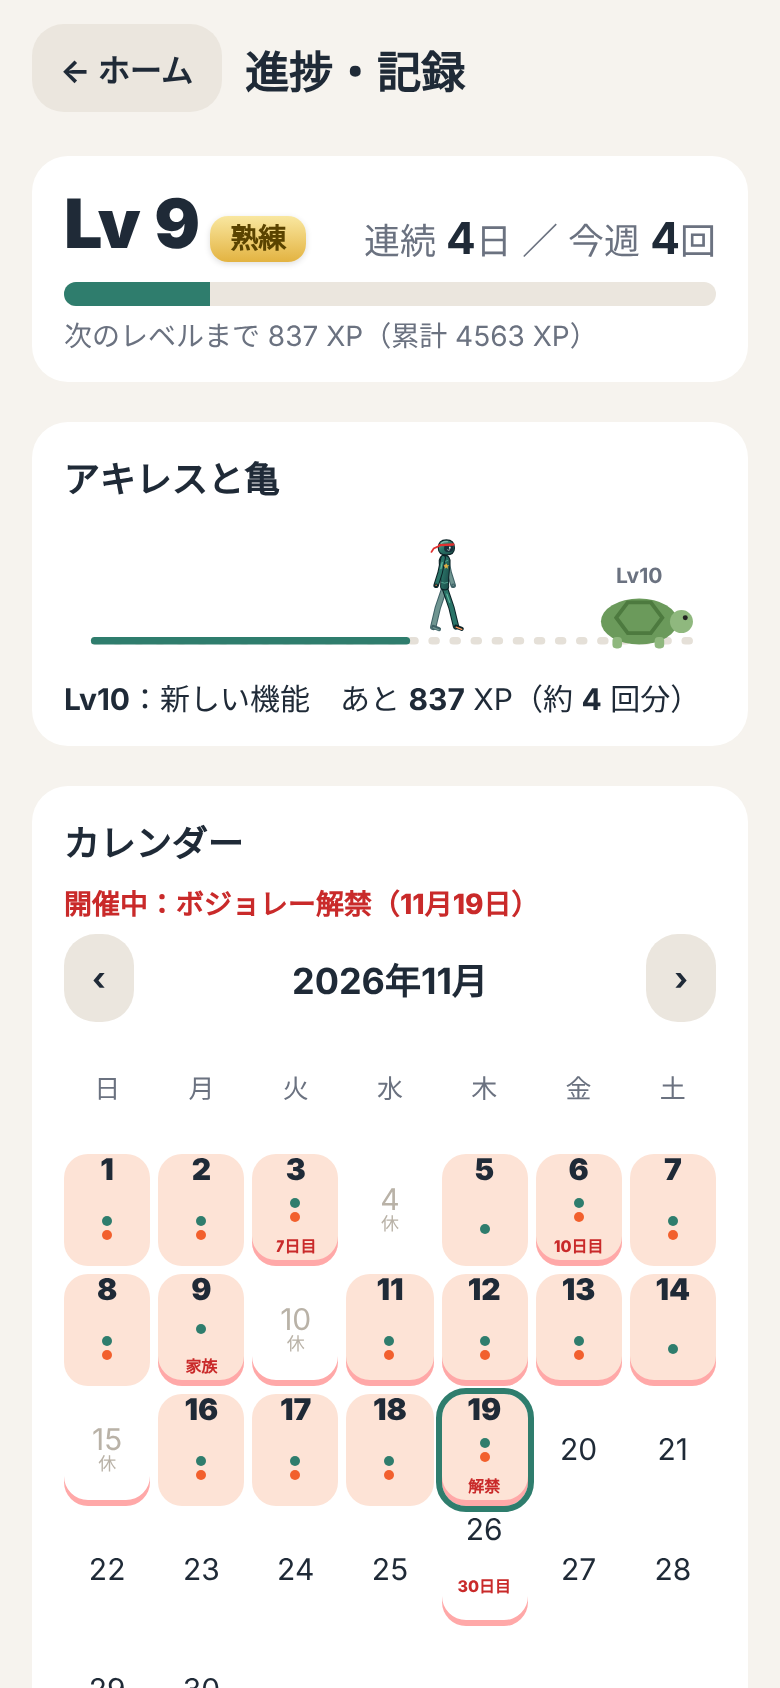 ← ホーム 進捗・記録
Lv 9 熟練 連続 4日 ／ 今週 4回
次のレベルまで 837 XP（累計 4563 XP）
アキレスと亀
Lv10
Lv10：新しい機能　あと 837 XP（約 4 回分）
カレンダー
開催中：ボジョレー解禁（11月19日）
‹ 2026年11月 ›
日 月 火 水 木 金 土
1 2 3 4 5 6 7
7日目 休 10日目
8 9 10 11 12 13 14
家族 休
15 16 17 18 19 20 21
休 解禁
22 23 24 25 26 27 28
30日目
29 30